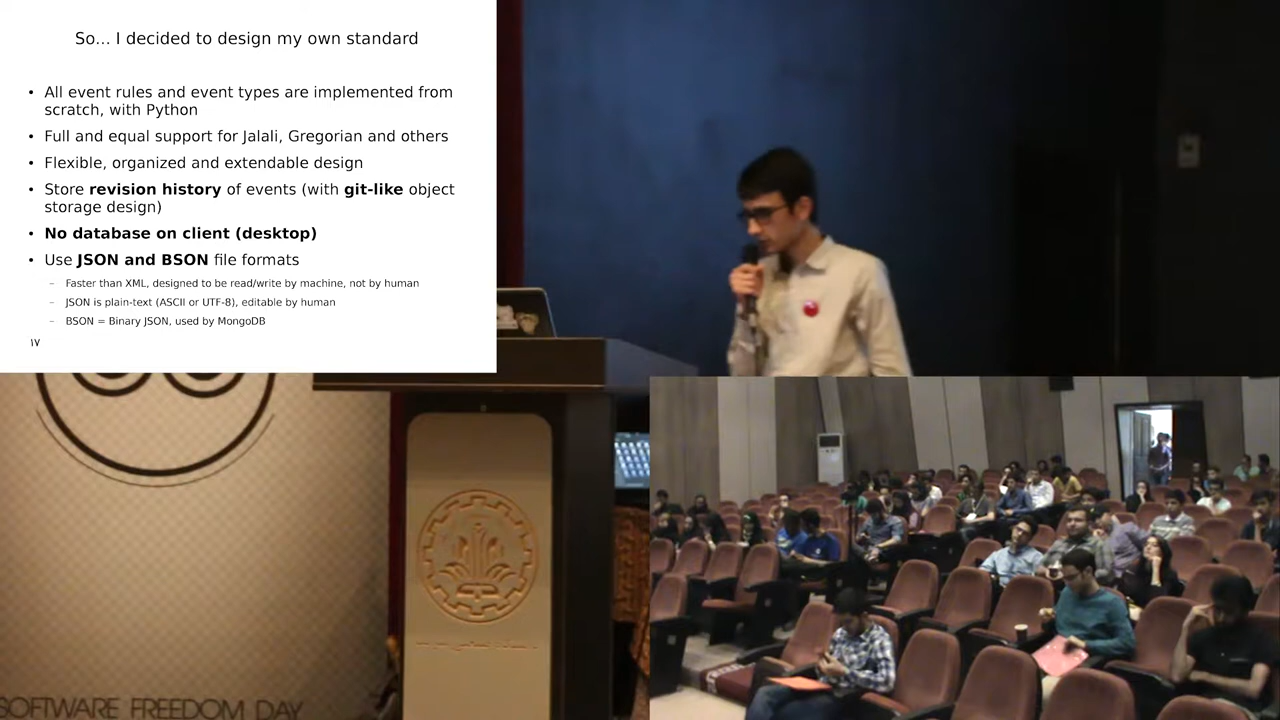 So... I decided to design my own standard
• All event rules and event types are implemented from
scratch, with Python
• Full and equal support for Jalali, Gregorian and others
• Flexible, organized and extendable design
• Store revision history of events (with git-like object
storage design)
• No database on client (desktop)
• Use JSON and BSON file formats
– Faster than XML, designed to be read/write by machine, not by human
– JSON is plain-text (ASCII or UTF-8), editable by human
– BSON = Binary JSON, used by MongoDB
۱۷
SOFTWARE FREEDOM DAY